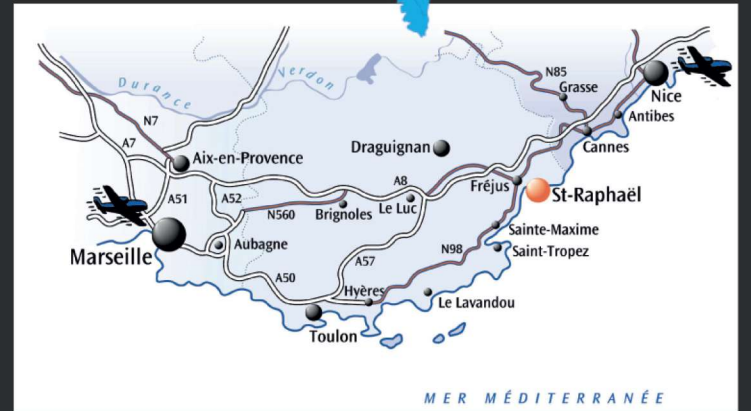 Durance
Verdon
N85
Grasse
Nice
Antibes
Cannes
N7
A7
Aix-en-Provence
Draguignan
A8
Fréjus
St-Raphaël
A51
A52
N560
Brignoles
Le Luc
Sainte-Maxime
Saint-Tropez
Marseille
Aubagne
A57
N98
A50
Hyères
Le Lavandou
Toulon
MER MÉDITERRANÉE